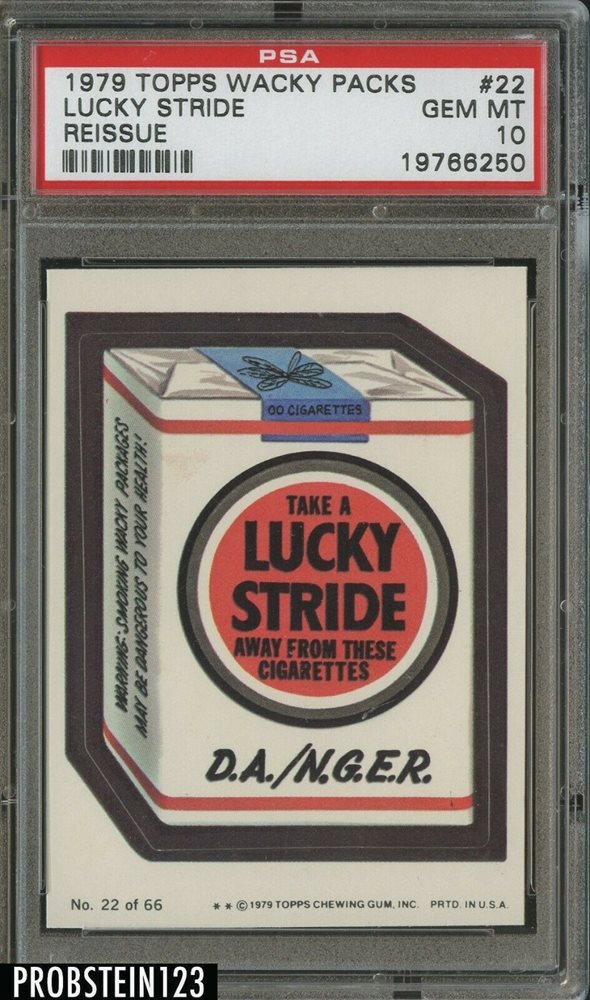 PSA
1979 TOPPS WACKY PACKS #22
LUCKY STRIDE GEM MT
REISSUE 10
19766250
OO CIGARETTES
WARNING: SMOKING WACKY PACKAGES
MAY BE DANGEROUS TO YOUR HEALTH!
TAKE A
LUCKY
STRIDE
AWAY FROM THESE
CIGARETTES
D.A./N.G.E.R.
No. 22 of 66 * * © 1979 TOPPS CHEWING GUM, INC. PRTD. IN U.S.A.
PROBSTEIN123